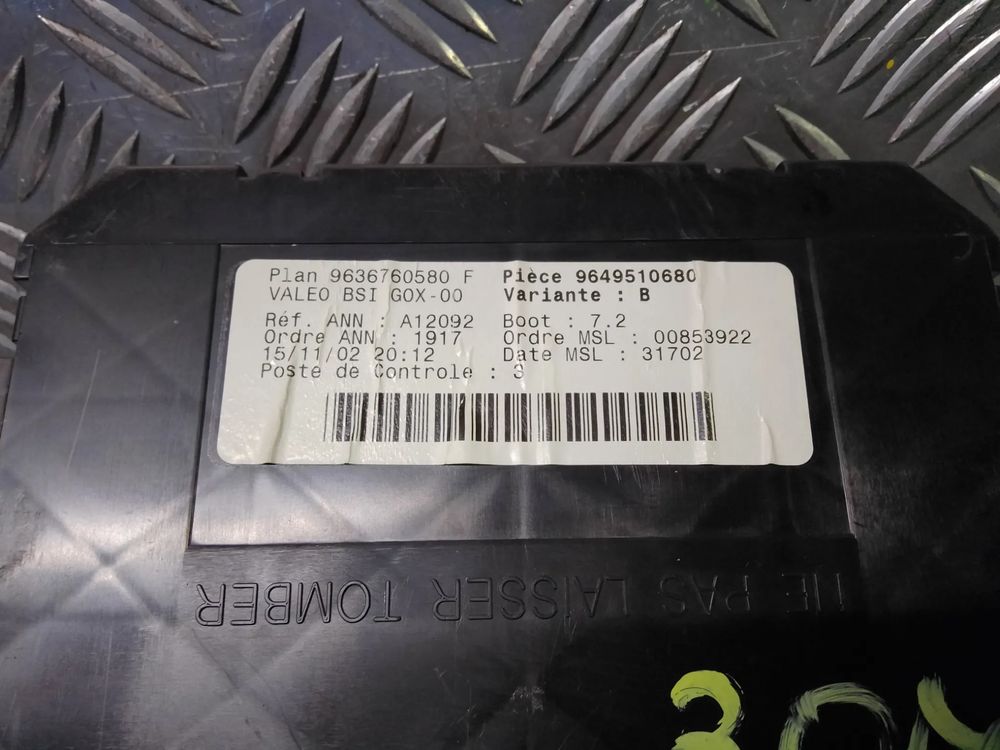 Plan 9636760580 F Pièce 9649510680
VALEO BSI GOX-00 Variante : B
Réf. ANN : A12092 Boot : 7.2
Ordre ANN : 1917 Ordre MSL : 00853922
15/11/02 20:12 Date MSL : 31702
Poste de Controle : 3
NE PAS LAISSER TOMBER